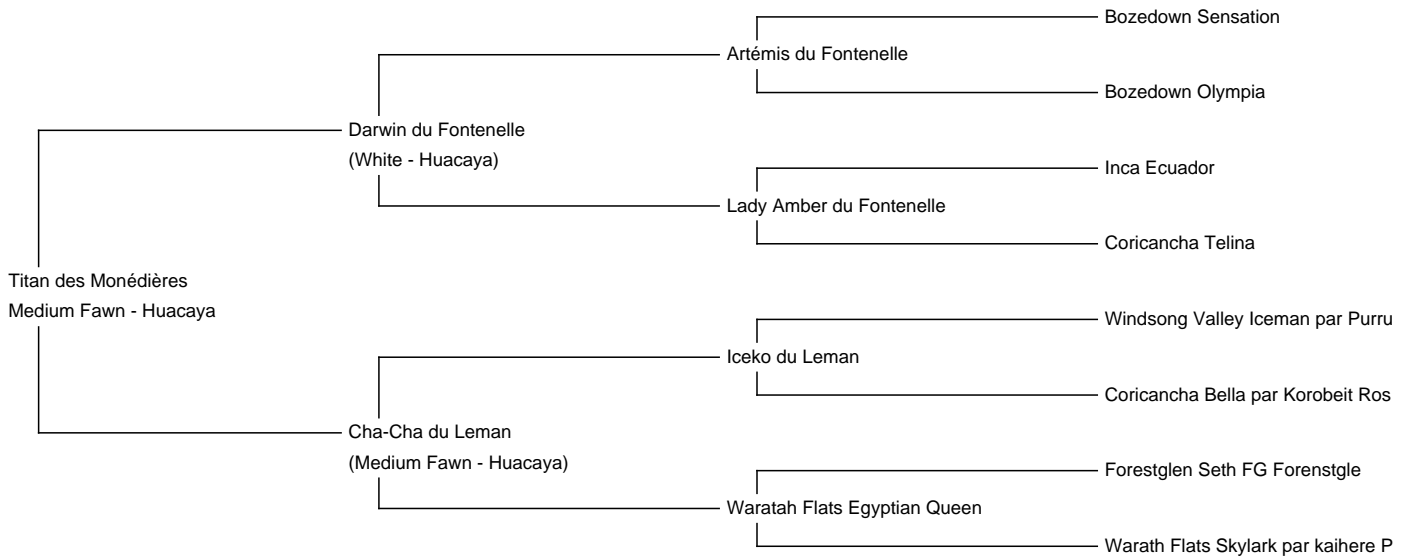 Bozedown Sensation
Artémis du Fontenelle
Bozedown Olympia
Darwin du Fontenelle
(White - Huacaya)
Inca Ecuador
Lady Amber du Fontenelle
Coricancha Telina
Titan des Monédières
Medium Fawn - Huacaya
Windsong Valley Iceman par Purru
Iceko du Leman
Coricancha Bella par Korobeit Ros
Cha-Cha du Leman
(Medium Fawn - Huacaya)
Forestglen Seth FG Forenstgle
Waratah Flats Egyptian Queen
Warath Flats Skylark par kaihere P